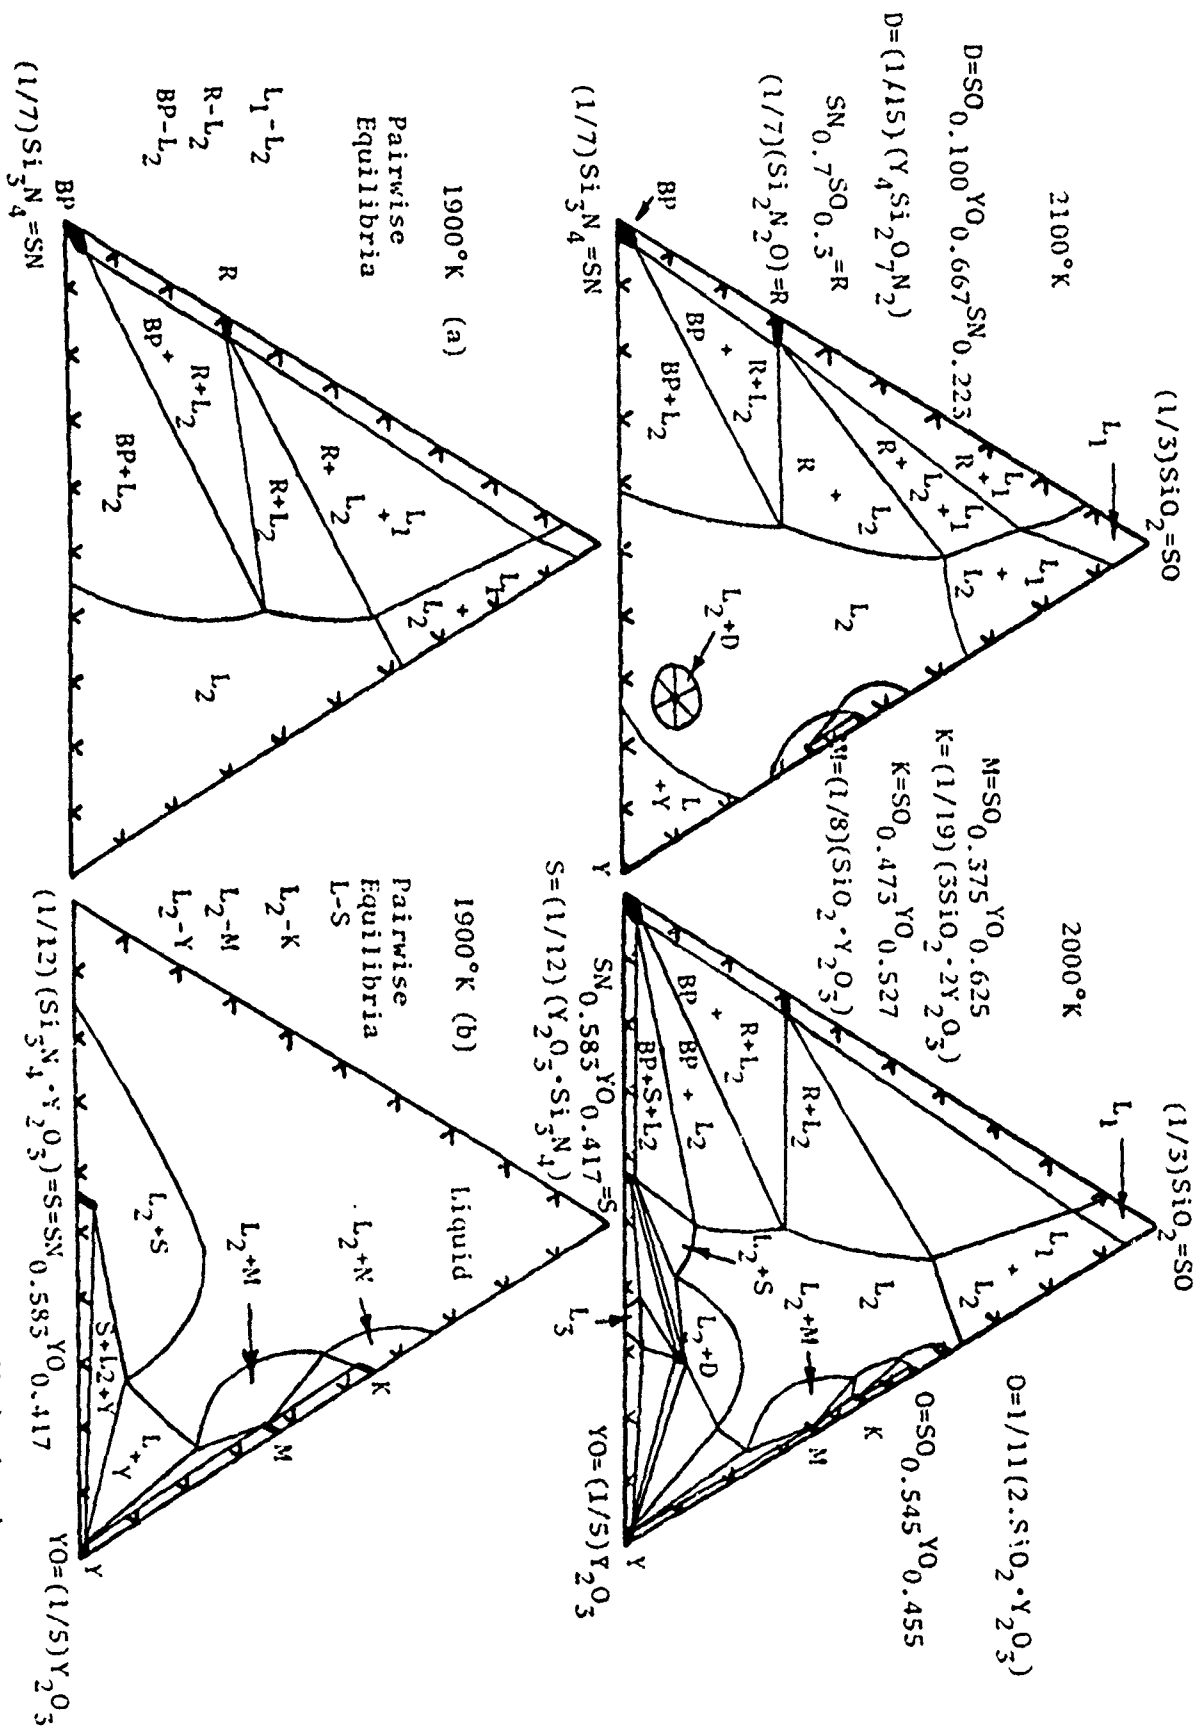 2100°K
D=SO0.100YO0.667SN0.223
D=(1/15)(Y4Si2O7N2)
SN0.7SO0.3=R
(1/7)(Si2N2O)=R
(1/3)SiO2=SO
L1
BP
(1/7)Si3N4=SN
R+L1
R+
L2+L1
L1
+
L2
R
+
L2
BP
+
R+L2
BP+L2
L2
L2+D
L
+Y
Y
M=SO0.375YO0.625
K=(1/19)(3SiO2·2Y2O3)
K=SO0.473YO0.527
M=(1/8)(SiO2·Y2O3)
2000°K
(1/3)SiO2=SO
L1
O=1/11(2.SiO2·Y2O3)
O=SO0.545YO0.455
L1
+
L2
R+L2
BP
+
R+L2
BP
+
L2
BP+S+L2
L2
L2+M
L2+S
L2+D
L3
K
M
Y
SN0.583YO0.417=S
S=(1/12)(Y2O3·Si3N4)
YO=(1/5)Y2O3
1900°K (a)
Pairwise
Equilibria
L1-L2
R-L2
BP-L2
BP
(1/7)Si3N4=SN
R
R+
L2
+
L1
L1
+
L2
R+L2
BP+
R+L2
BP+L2
L2
1900°K (b)
Pairwise
Equilibria
L-S
L2-K
L2-M
L2-Y
Liquid
L2+N
L2+M
L2+S
S+L2+Y
L+Y
K
M
Y
(1/12)(Si3N4·Y2O3)=S=SN0.583YO0.417
YO=(1/5)Y2O3